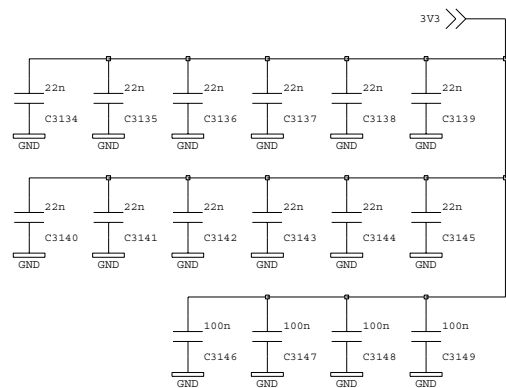 3V3
22n 22n 22n 22n 22n 22n
C3134 C3135 C3136 C3137 C3138 C3139
GND GND GND GND GND GND
22n 22n 22n 22n 22n 22n
C3140 C3141 C3142 C3143 C3144 C3145
GND GND GND GND GND GND
100n 100n 100n 100n
C3146 C3147 C3148 C3149
GND GND GND GND